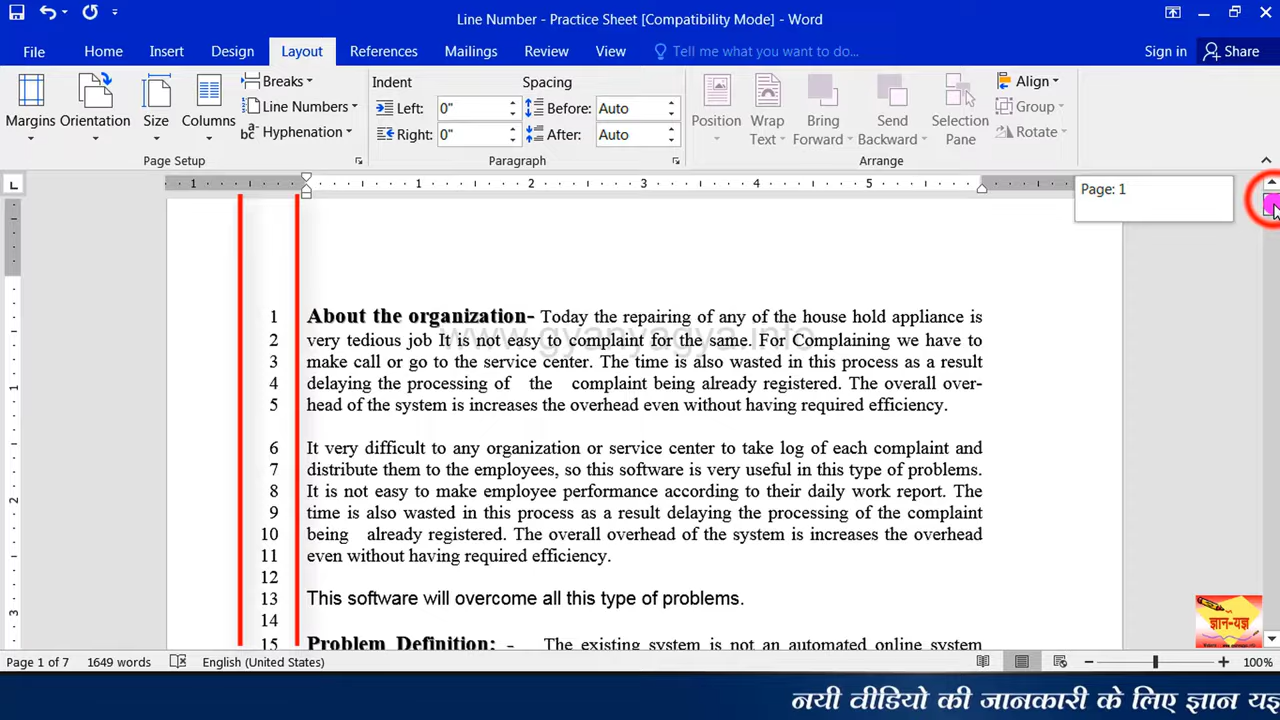 Line Number - Practice Sheet [Compatibility Mode] - Word
File Home Insert Design Layout References Mailings Review View Tell me what you want to do... Sign in Share
Margins Orientation Size Columns
Breaks
Line Numbers
Hyphenation
Page Setup
Indent Spacing
Left: 0" Before: Auto
Right: 0" After: Auto
Paragraph
Position Wrap Text Bring Forward Send Backward Selection Pane
Align
Group
Rotate
Arrange
L 1 1 2 3 4 5
Page: 1
1 About the organization- Today the repairing of any of the house hold appliance is
2 very tedious job It is not easy to complaint for the same. For Complaining we have to
www.gyanyagya.info
3 make call or go to the service center. The time is also wasted in this process as a result
4 delaying the processing of the complaint being already registered. The overall over-
5 head of the system is increases the overhead even without having required efficiency.
6 It very difficult to any organization or service center to take log of each complaint and
7 distribute them to the employees, so this software is very useful in this type of problems.
8 It is not easy to make employee performance according to their daily work report. The
9 time is also wasted in this process as a result delaying the processing of the complaint
10 being already registered. The overall overhead of the system is increases the overhead
11 even without having required efficiency.
12
13 This software will overcome all this type of problems.
14
15 Problem Definition: - The existing system is not an automated online system
1
2
3
ज्ञान-यज्ञ
Page 1 of 7 1649 words English (United States) 100%
नयी वीडियो की जानकारी के लिए ज्ञान यज्ञ